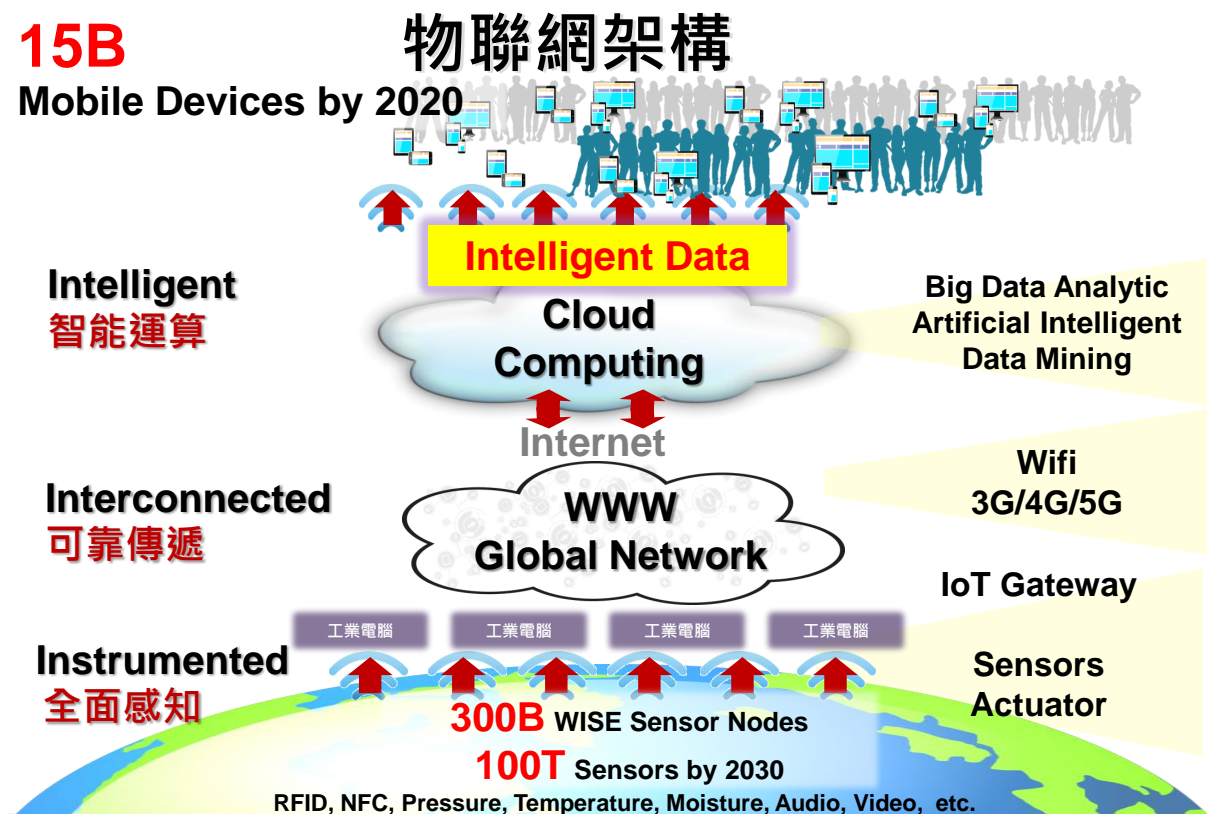 15B
物聯網架構
Mobile Devices by 2020
Intelligent Data
Intelligent
智能運算
Cloud
Computing
Big Data Analytic
Artificial Intelligent
Data Mining
Internet
Interconnected
可靠傳遞
WWW
Global Network
Wifi
3G/4G/5G
IoT Gateway
工業電腦 工業電腦 工業電腦 工業電腦
Instrumented
全面感知
Sensors
Actuator
300B WISE Sensor Nodes
100T Sensors by 2030
RFID, NFC, Pressure, Temperature, Moisture, Audio, Video, etc.